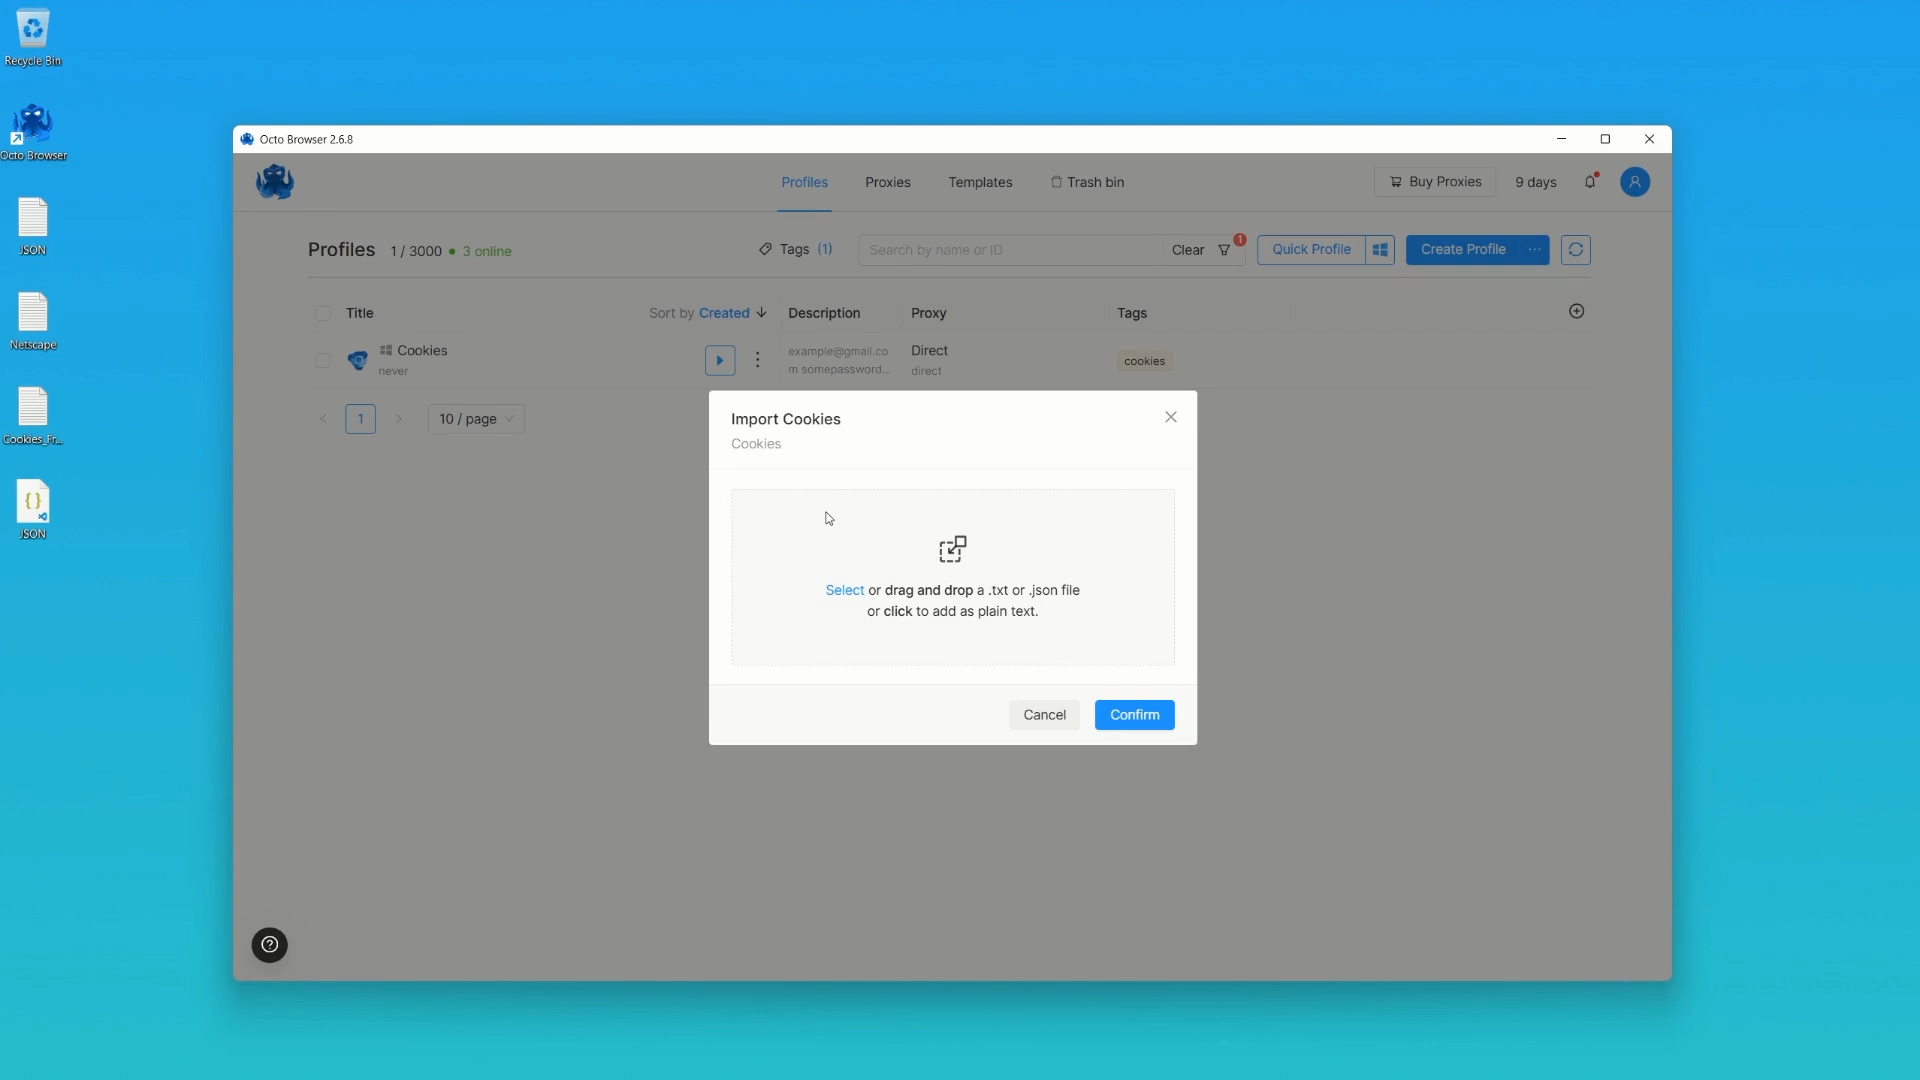 Recycle Bin
Octo Browser
JSON
Netscape
Cookies_Fr...
JSON
Octo Browser 2.6.8
Profiles
Proxies
Templates
Trash bin
Buy Proxies
9 days
Profiles 1 / 3000 3 online
Tags (1)
Search by name or ID
Clear
1
Quick Profile
Create Profile
Title
Sort by Created
Description
Proxy
Tags
Cookies
never
example@gmail.co
m somepassword...
Direct
direct
cookies
1
10 / page
Import Cookies
Cookies
Select or drag and drop a .txt or .json file
or click to add as plain text.
Cancel
Confirm